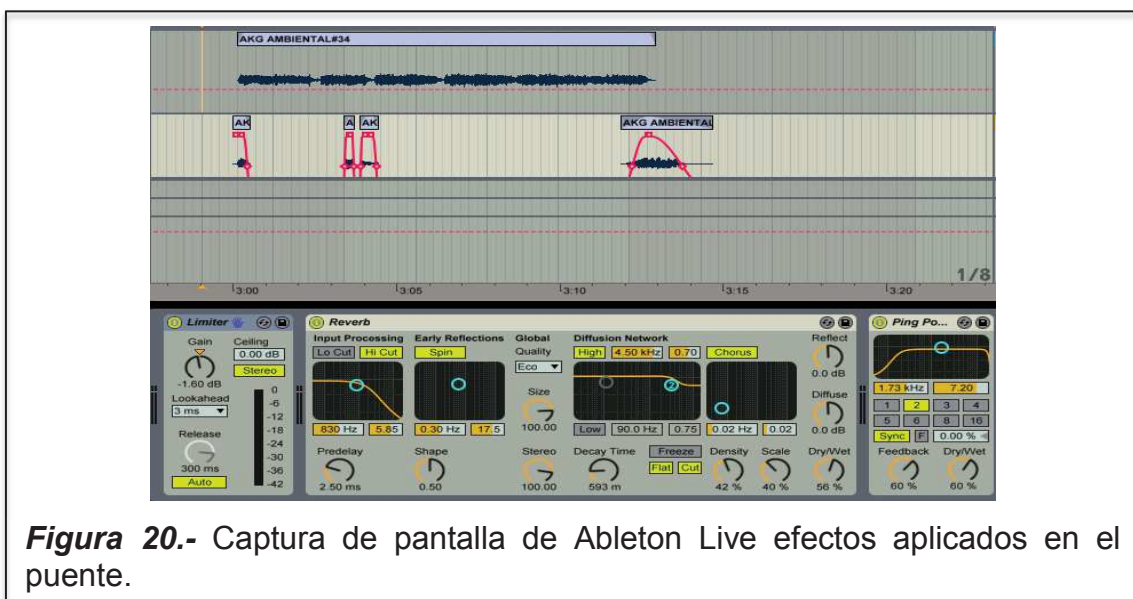 AKG AMBIENTAL#34
AK A AK AKG AMBIENTAL
1/8
3:00 3:05 3:10 3:15 3:20
Limiter Reverb Ping Po...
Gain Ceiling Input Processing Early Reflections Global Diffusion Network Reflect
0.00 dB Lo Cut Hi Cut Spin Quality High 4.50 kHz 0.70 Chorus
Stereo Eco
-1.60 dB 0 Size 0.0 dB 1.73 kHz 7.20
Lookahead -6 Diffuse 1 2 3 4
3 ms -12 5 6 8 16
-18 830 Hz 5.85 0.30 Hz 17.5 100.00 Low 90.0 Hz 0.75 0.02 Hz 0.02 0.0 dB Sync F 0.00 %
Release -24 Predelay Shape Stereo Decay Time Freeze Density Scale Dry/Wet Feedback Dry/Wet
-30 Flat Cut
300 ms -36
Auto -42 2.50 ms 0.50 100.00 593 m 42 % 40 % 56 % 60 % 60 %
Figura 20.- Captura de pantalla de Ableton Live efectos aplicados en el
puente.